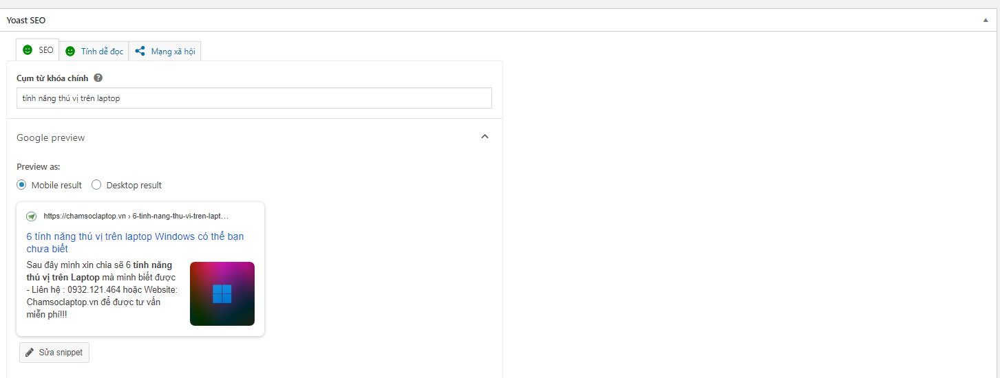 Yoast SEO
SEO
Tính dễ đọc
Mạng xã hội
Cụm từ khóa chính
tính năng thú vị trên laptop
Google preview
Preview as:
Mobile result
Desktop result
https://chamsoclaptop.vn › 6-tinh-nang-thu-vi-tren-lapt…
6 tính năng thú vị trên laptop Windows có thể bạn
chưa biết
Sau đây mình xin chia sẽ 6 tính năng
thú vị trên Laptop mà mình biết được
- Liên hệ : 0932.121.464 hoặc Website:
Chamsoclaptop.vn để được tư vấn
miễn phí!!!
Sửa snippet